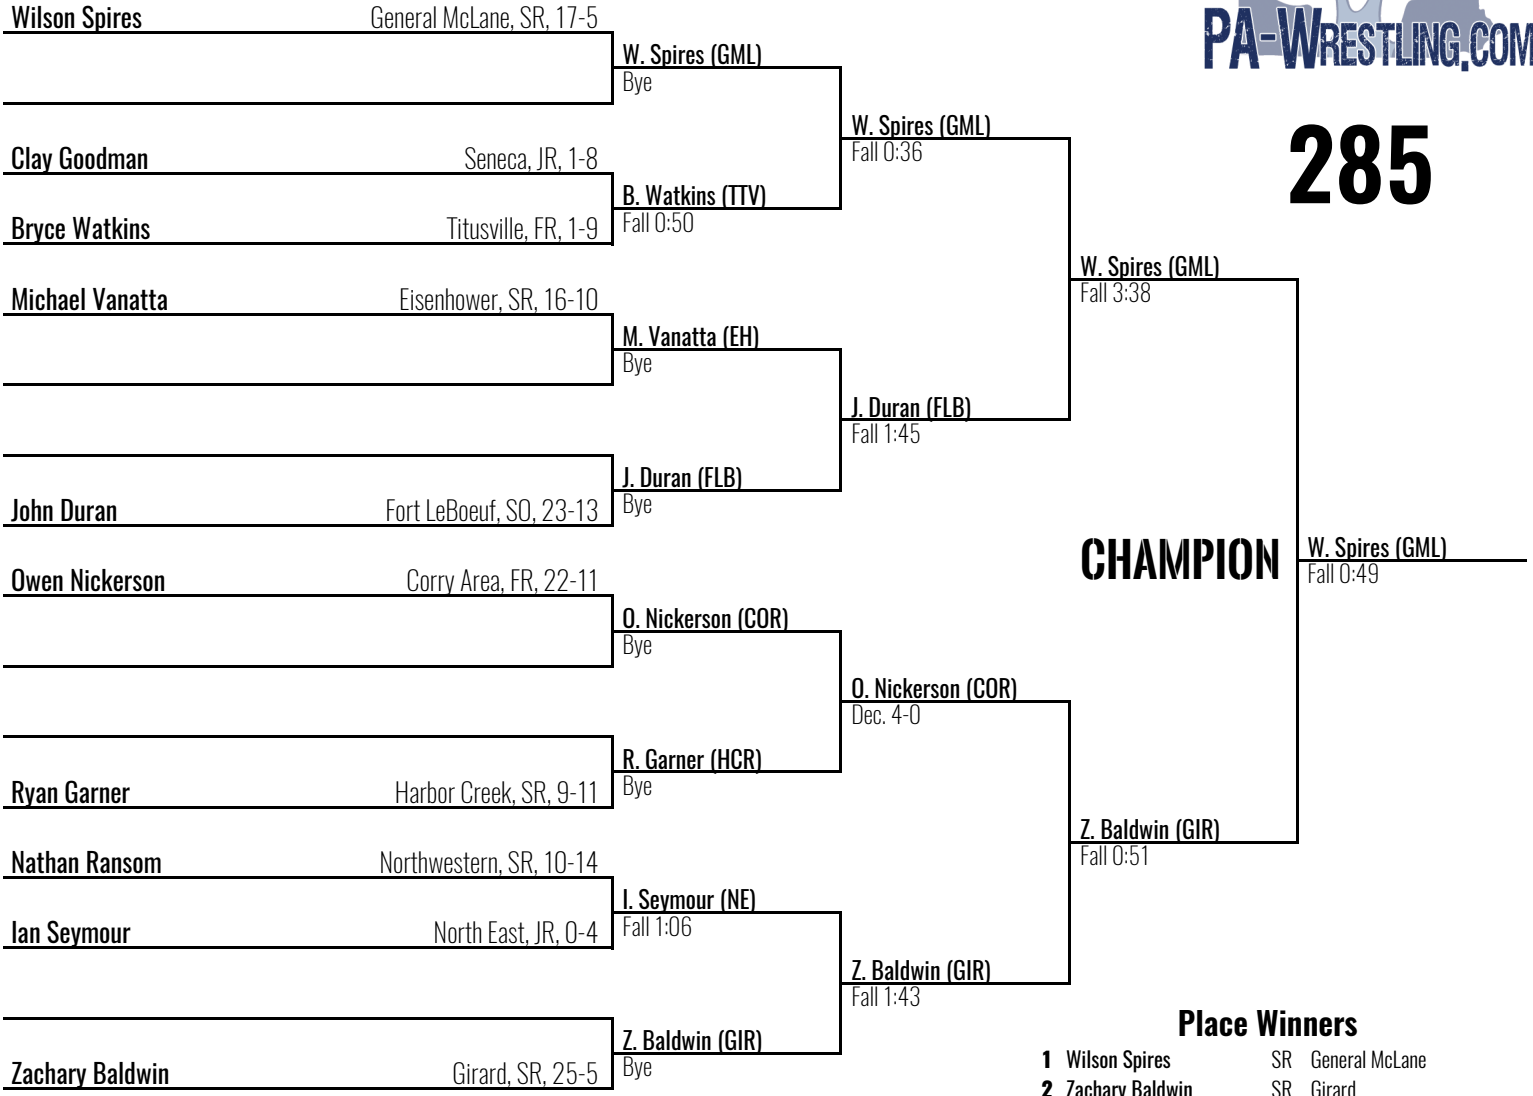 Wilson Spires General McLane, SR, 17-5
PA-WRESTLING.COM
W. Spires (GML)
Bye
285
W. Spires (GML)
Fall 0:36
Clay Goodman Seneca, JR, 1-8
B. Watkins (TTV)
Fall 0:50
Bryce Watkins Titusville, FR, 1-9
W. Spires (GML)
Fall 3:38
Michael Vanatta Eisenhower, SR, 16-10
M. Vanatta (EH)
Bye
J. Duran (FLB)
Fall 1:45
J. Duran (FLB)
Bye
John Duran Fort LeBoeuf, SO, 23-13
CHAMPION W. Spires (GML)
Fall 0:49
Owen Nickerson Corry Area, FR, 22-11
O. Nickerson (COR)
Bye
O. Nickerson (COR)
Dec. 4-0
R. Garner (HCR)
Bye
Ryan Garner Harbor Creek, SR, 9-11
Z. Baldwin (GIR)
Fall 0:51
Nathan Ransom Northwestern, SR, 10-14
I. Seymour (NE)
Fall 1:06
Ian Seymour North East, JR, 0-4
Z. Baldwin (GIR)
Fall 1:43
Z. Baldwin (GIR)
Bye
Zachary Baldwin Girard, SR, 25-5
Place Winners
1 Wilson Spires SR General McLane
2 Zachary Baldwin SR Girard